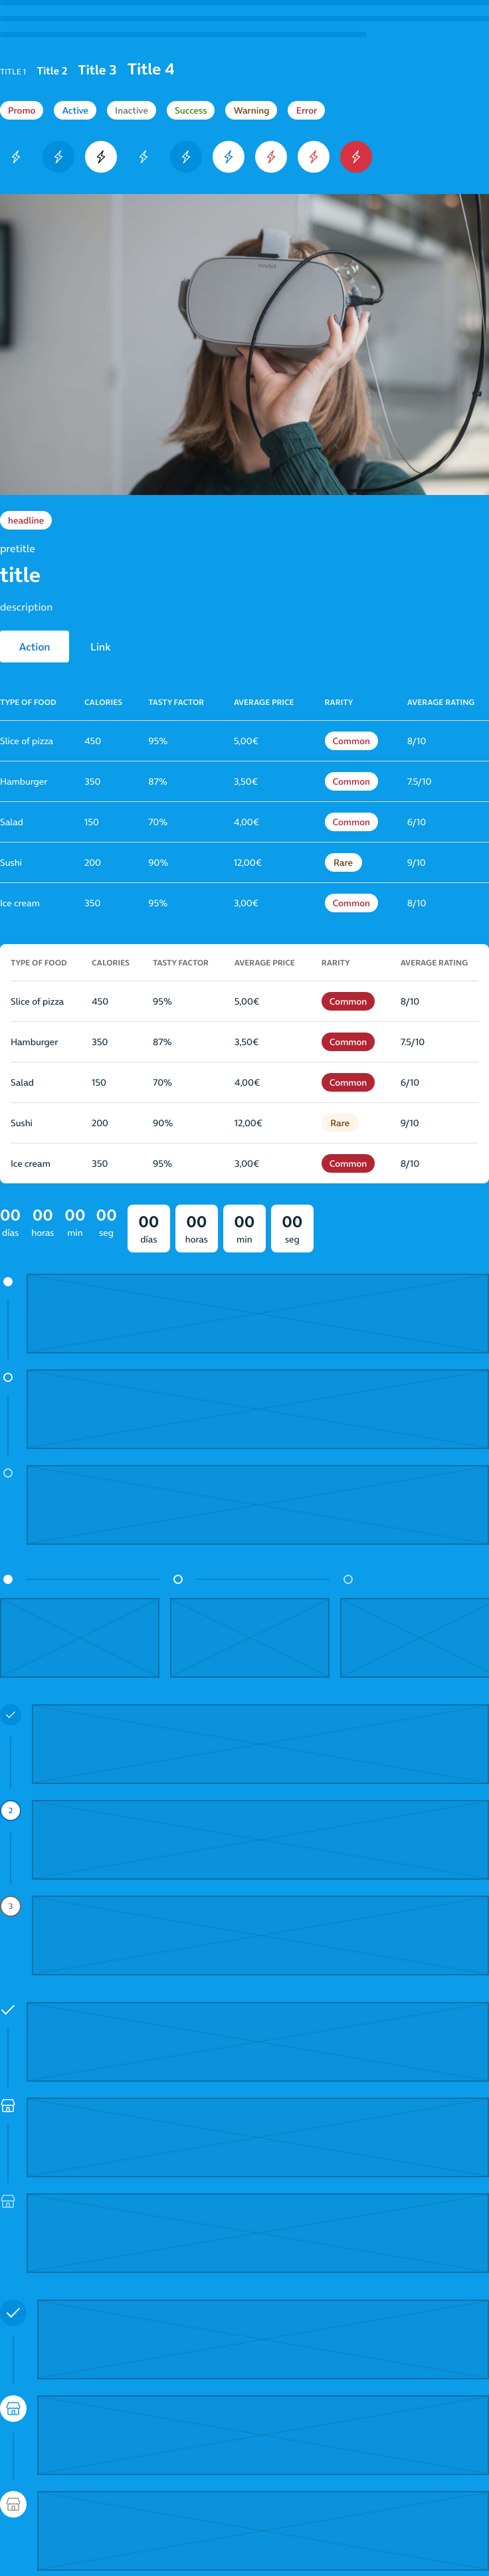 TITLE 1 Title 2 Title 3 Title 4
Promo Active Inactive Success Warning Error
oculus
headline
pretitle
title
description
Action Link
TYPE OF FOOD CALORIES TASTY FACTOR AVERAGE PRICE RARITY AVERAGE RATING
Slice of pizza 450 95% 5,00€ Common 8/10
Hamburger 350 87% 3,50€ Common 7.5/10
Salad 150 70% 4,00€ Common 6/10
Sushi 200 90% 12,00€ Rare 9/10
Ice cream 350 95% 3,00€ Common 8/10
TYPE OF FOOD CALORIES TASTY FACTOR AVERAGE PRICE RARITY AVERAGE RATING
Slice of pizza 450 95% 5,00€ Common 8/10
Hamburger 350 87% 3,50€ Common 7.5/10
Salad 150 70% 4,00€ Common 6/10
Sushi 200 90% 12,00€ Rare 9/10
Ice cream 350 95% 3,00€ Common 8/10
00 00 00 00 00 00 00 00
días horas min seg días horas min seg
2
3